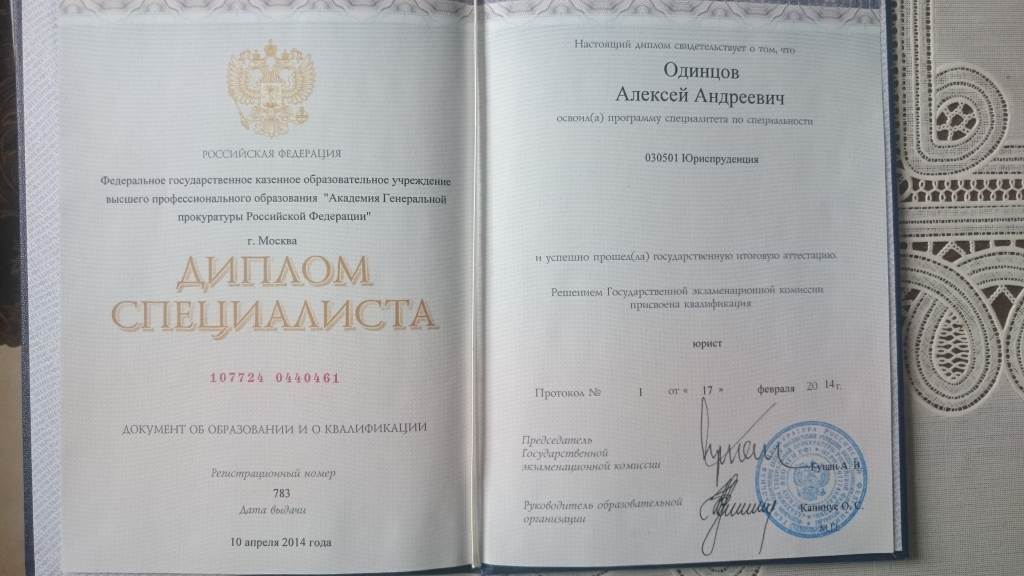 РОССИЙСКАЯ ФЕДЕРАЦИЯ
Федеральное государственное казенное образовательное учреждение
высшего профессионального образования "Академия Генеральной
прокуратуры Российской Федерации"
г. Москва
ДИПЛОМ
СПЕЦИАЛИСТА
107724 0440461
ДОКУМЕНТ ОБ ОБРАЗОВАНИИ И О КВАЛИФИКАЦИИ
Регистрационный номер
783
Дата выдачи
10 апреля 2014 года
Настоящий диплом свидетельствует о том, что
Одинцов
Алексей Андреевич
освоил(а) программу специалитета по специальности
030501 Юриспруденция
и успешно прошел(ла) государственную итоговую аттестацию.
Решением Государственной экзаменационной комиссии
присвоена квалификация
юрист
Протокол № 1 от « 17 » февраля 20 14 г.
Председатель
Государственной
экзаменационной комиссии
А. В.
Руководитель образовательной
организации
Капинус О. С.